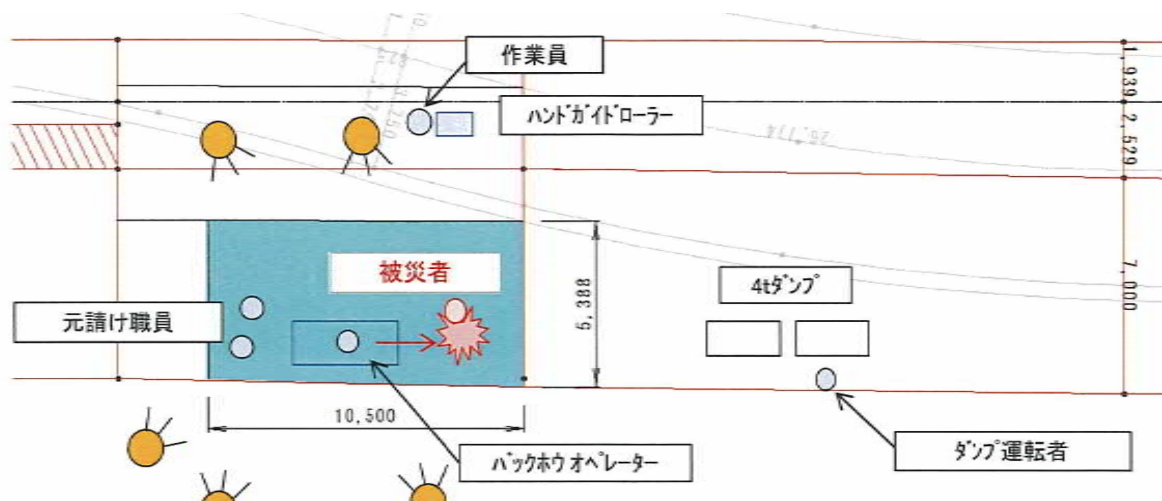 作業員
ﾊﾝﾄﾞｶﾞｲﾄﾞﾛｰﾗｰ
1,939
2,529
26,774
被災者
4tﾀﾞﾝﾌﾟ
7,000
元請け職員
5,388
10,500
ﾊﾞｯｸﾎｳ ｵﾍﾟﾚｰﾀｰ
ﾀﾞﾝﾌﾟ運転者